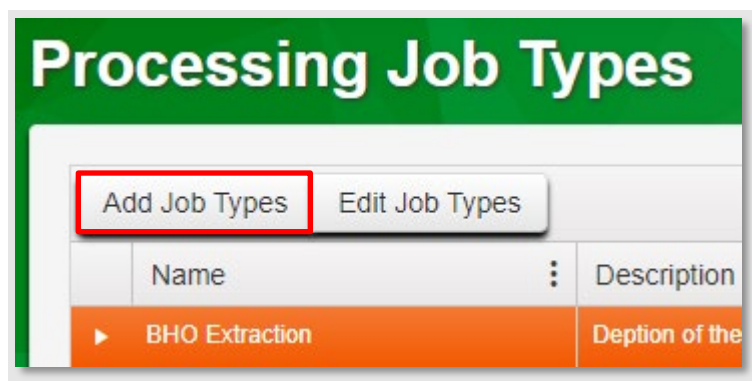 Processing Job Types
Add Job Types Edit Job Types
Name Description
BHO Extraction Deption of the